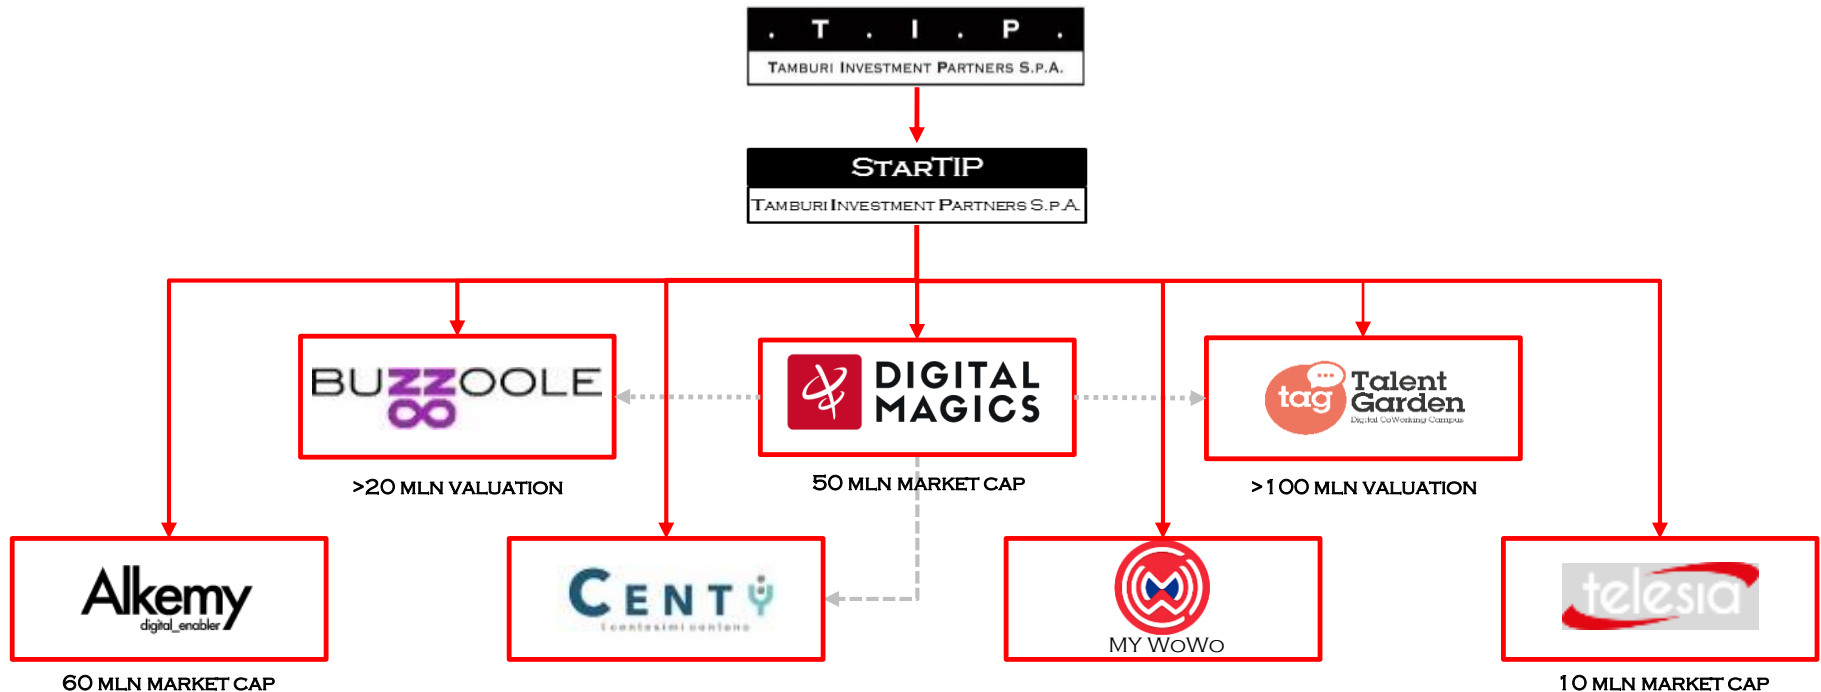 . T . I . P .
TAMBURI INVESTMENT PARTNERS S.P.A.
STARTIP
TAMBURI INVESTMENT PARTNERS S.P.A.
BUZZOOLE
DIGITAL
MAGICS
tag
Talent
Garden
Digital CoWorking Campus
>20 MLN VALUATION
50 MLN MARKET CAP
>100 MLN VALUATION
Alkemy
digital_enabler
CENTY
I centesimi contano
MY WOWO
telesia
60 MLN MARKET CAP
10 MLN MARKET CAP